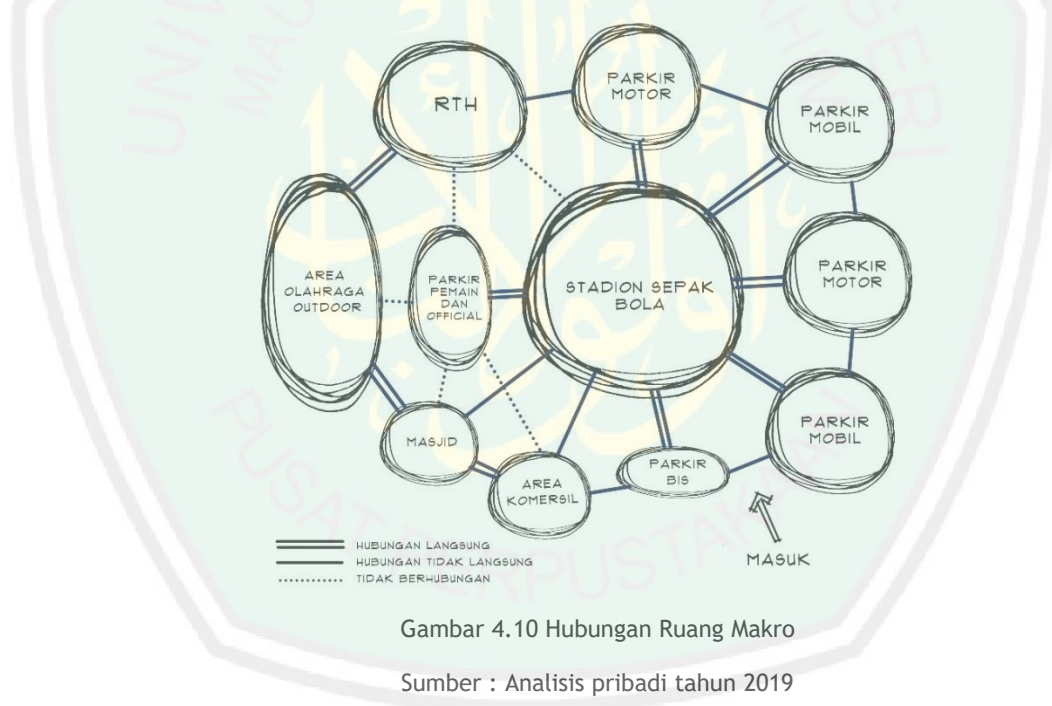 RTH
PARKIR
MOTOR
PARKIR
MOBIL
AREA
OLAHRAGA
OUTDOOR
PARKIR
PEMAIN
DAN
OFFICIAL
STADION SEPAK
BOLA
PARKIR
MOTOR
MASJID
AREA
KOMERSIL
PARKIR
BIS
PARKIR
MOBIL
MASUK
HUBUNGAN LANGSUNG
HUBUNGAN TIDAK LANGSUNG
TIDAK BERHUBUNGAN
Gambar 4.10 Hubungan Ruang Makro
Sumber : Analisis pribadi tahun 2019
PUSAT PERPUSTAKAAN